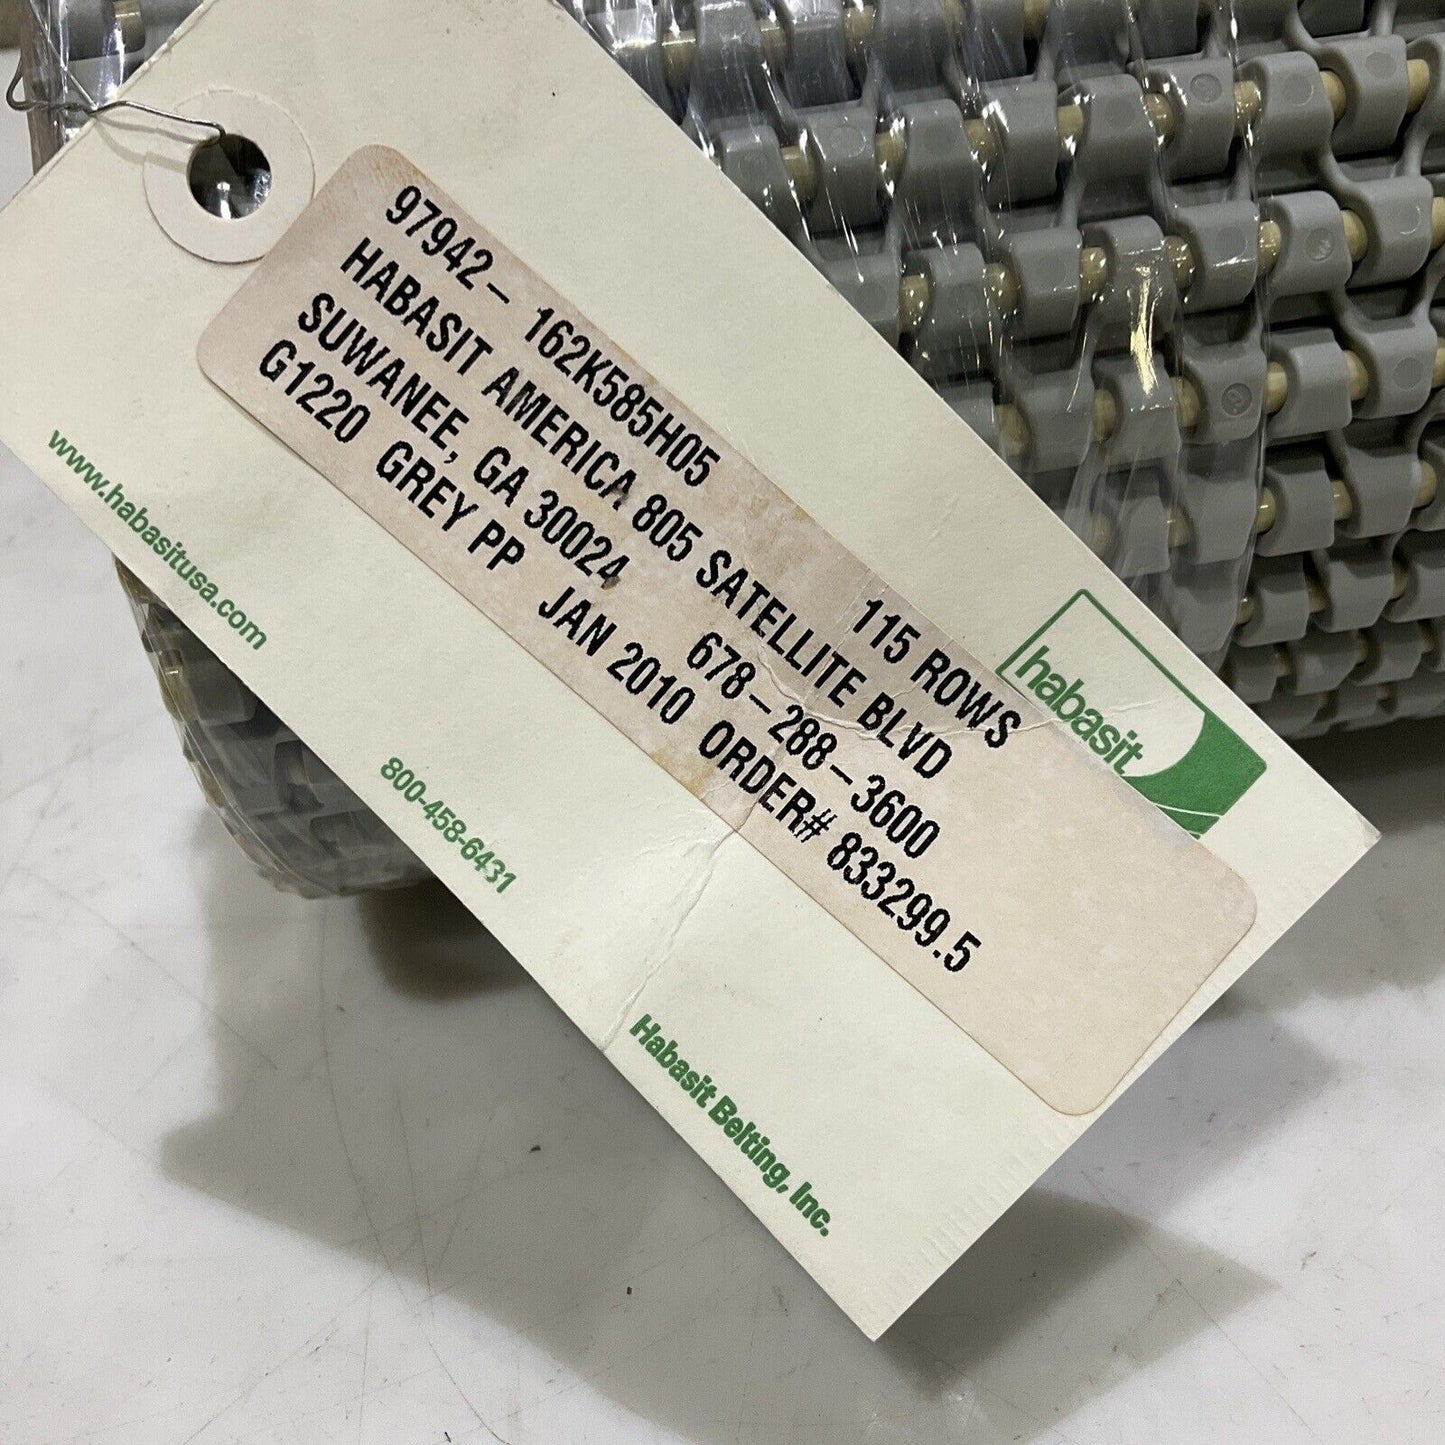 97942- 162K585H05 115 ROWS
HABASIT AMERICA 805 SATELLITE BLVD
SUWANEE, GA 30024 678-288-3600
G1220 GREY PP JAN 2010 ORDER# 833299.5
habasit
www.habasitusa.com
800-458-6431
Habasit Belting, Inc.